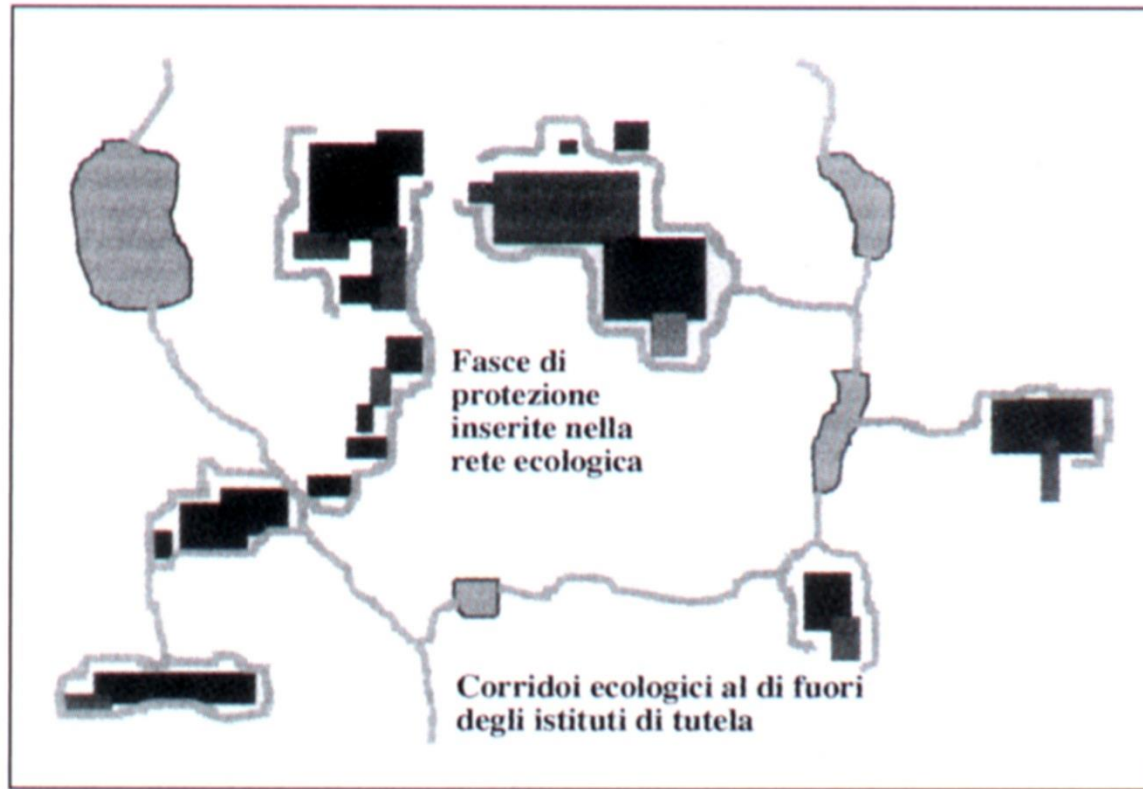 Fasce di
protezione
inserite nella
rete ecologica
Corridoi ecologici al di fuori
degli istituti di tutela